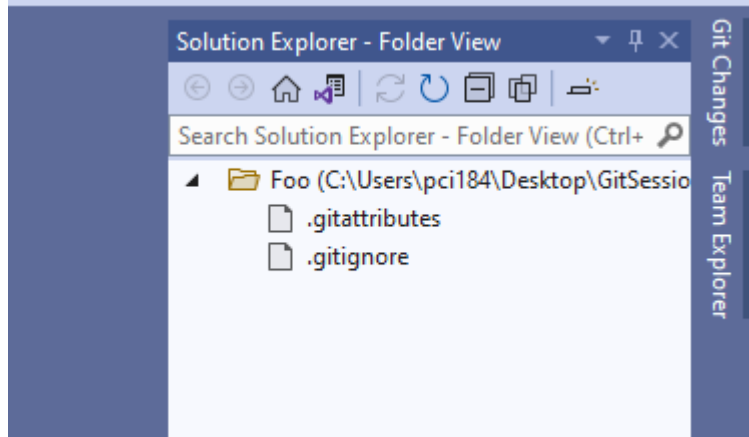 Solution Explorer - Folder View
Search Solution Explorer - Folder View (Ctrl+
Foo (C:\Users\pci184\Desktop\GitSessio
.gitattributes
.gitignore
Git Changes
Team Explorer